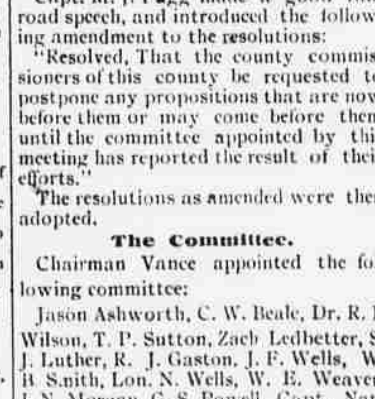 road speech, and introduced the follow
ing amendment to the resolutions:
"Resolved, That the county commis
sioners of this county be requested to
postpone any propositions that are now
before them or may come before them
until the committee appointed by thi
meeting has reported the result of thei
efforts."
The resolutions as amended were the
adopted.
The Committee.
Chairman Vance appointed the fo
lowing committee:
Jason Ashworth, C. W. Beale, Dr. R.
Wilson, T. P. Sutton, Zach Ledbetter, S
J. Luther, R. J. Gaston, J. F. Wells, W
B Smith, Lon. N. Wells, W. E. Weaver